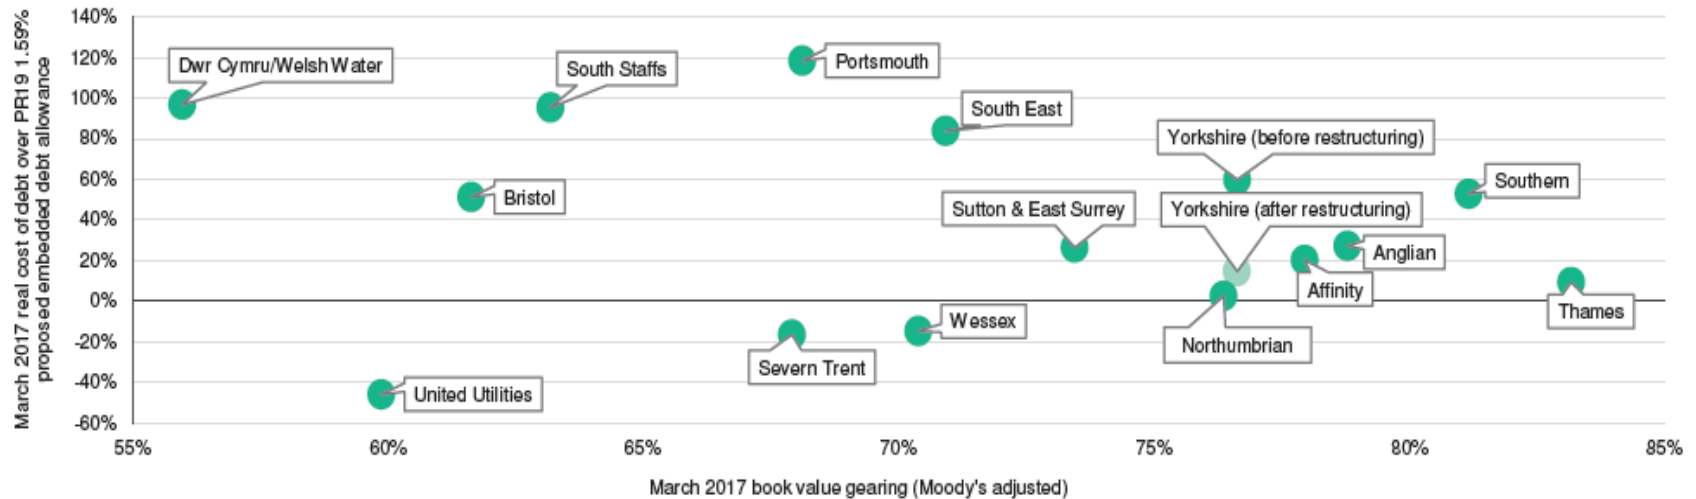 March 2017 real cost of debt over PR19 1.59%
proposed embedded debt allowance
140%
120%
100%
80%
60%
40%
20%
0%
-20%
-40%
-60%
Dwr Cymru/Welsh Water
South Staffs
Portsmouth
South East
Yorkshire (before restructuring)
Southern
Bristol
Sutton & East Surrey
Yorkshire (after restructuring)
Anglian
Affinity
Thames
Wessex
Northumbrian
Severn Trent
United Utilities
55%
60%
65%
70%
75%
80%
85%
March 2017 book value gearing (Moody's adjusted)